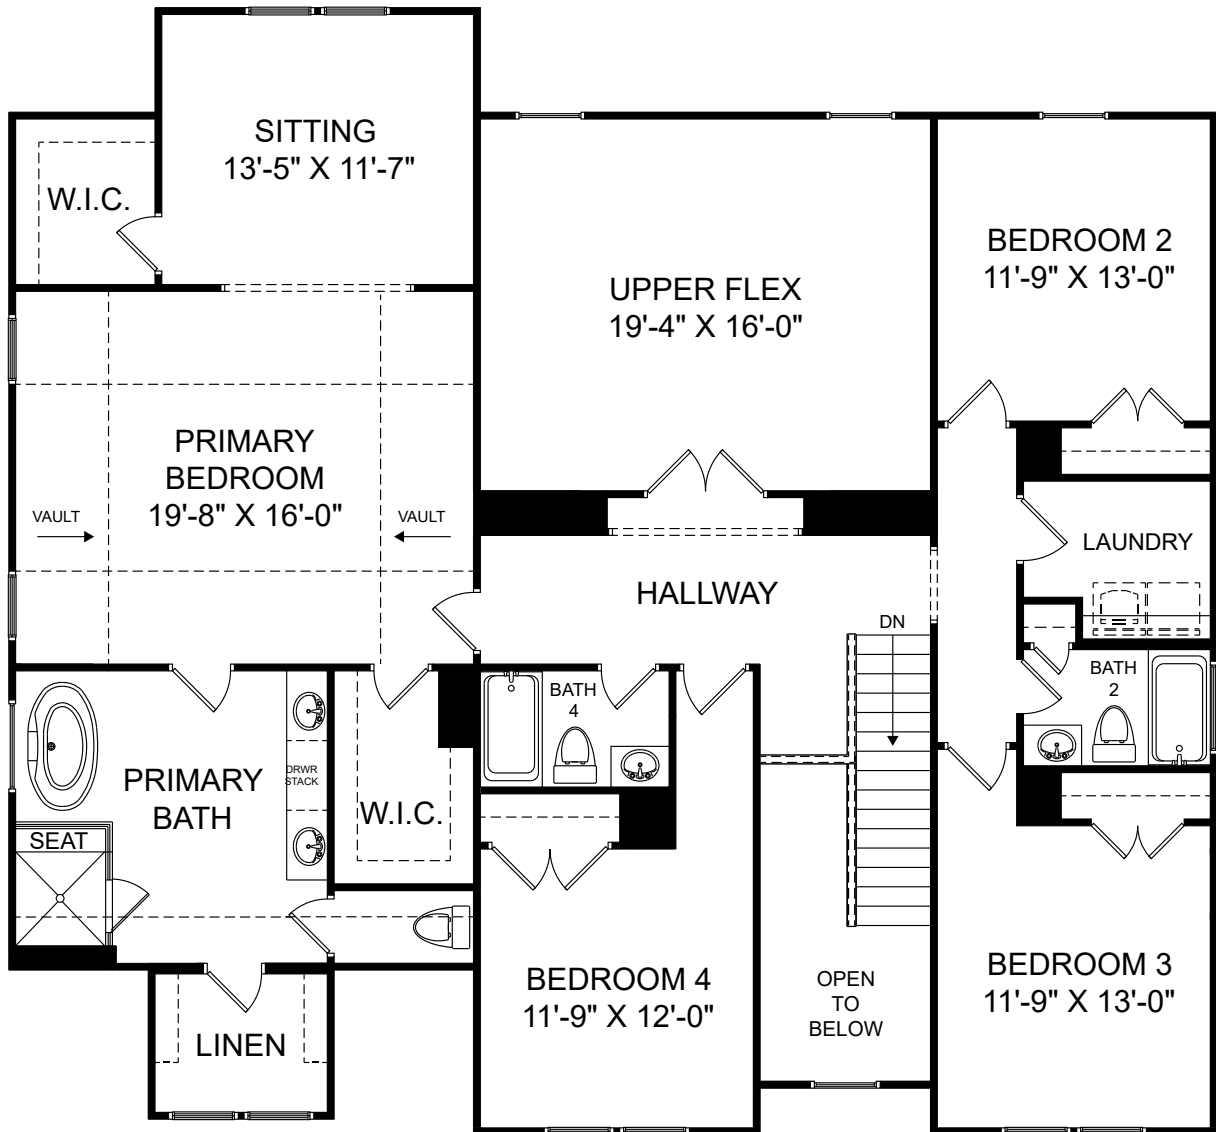 SITTING
13'-5" X 11'-7"
W.I.C.
BEDROOM 2
11'-9" X 13'-0"
UPPER FLEX
19'-4" X 16'-0"
PRIMARY
BEDROOM
19'-8" X 16'-0"
VAULT
VAULT
LAUNDRY
HALLWAY
DN
BATH
4
BATH
2
PRIMARY
BATH
DRWR
STACK
W.I.C.
SEAT
BEDROOM 4
11'-9" X 12'-0"
OPEN
TO
BELOW
BEDROOM 3
11'-9" X 13'-0"
LINEN